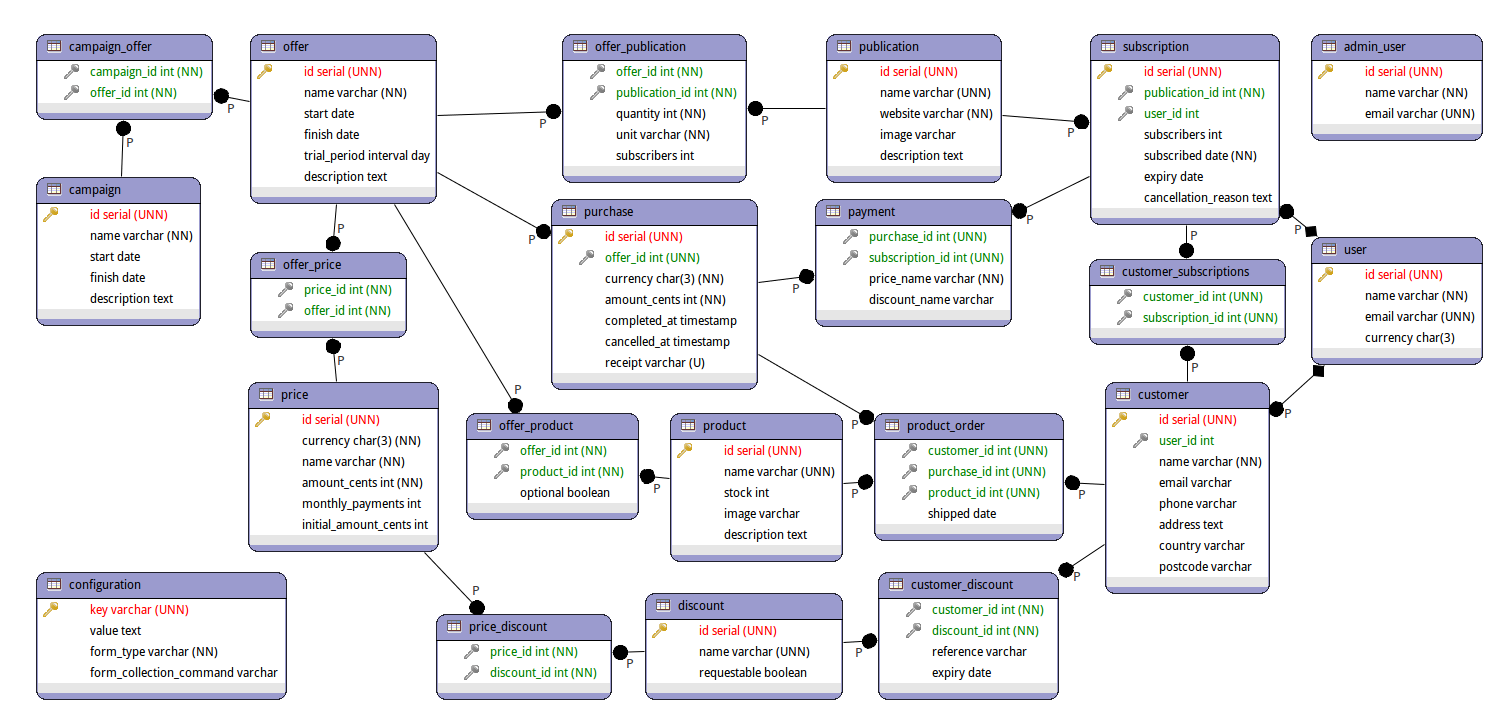 campaign_offer
campaign_id int (NN)
offer_id int (NN)
P
P
offer
id serial (UNN)
name varchar (NN)
start date
finish date
trial_period interval day
description text
P
offer_publication
offer_id int (NN)
publication_id int (NN)
quantity int (NN)
unit varchar (NN)
subscribers int
P
publication
id serial (UNN)
name varchar (UNN)
website varchar (NN)
image varchar
description text
P
subscription
id serial (UNN)
publication_id int (NN)
user_id int
subscribers int
subscribed date (NN)
expiry date
cancellation_reason text
admin_user
id serial (UNN)
name varchar (NN)
email varchar (UNN)
campaign
id serial (UNN)
name varchar (NN)
start date
finish date
description text
P
offer_price
price_id int (NN)
offer_id int (NN)
P
P
purchase
id serial (UNN)
offer_id int (UNN)
currency char(3) (NN)
amount_cents int (NN)
completed_at timestamp
cancelled_at timestamp
receipt varchar (U)
P
payment
purchase_id int (UNN)
subscription_id int (UNN)
price_name varchar (NN)
discount_name varchar
P
P
P
customer_subscriptions
customer_id int (UNN)
subscription_id int (UNN)
P
user
id serial (UNN)
name varchar (NN)
email varchar (UNN)
currency char(3)
price
id serial (UNN)
currency char(3) (NN)
name varchar (NN)
amount_cents int (NN)
monthly_payments int
initial_amount_cents int
P
offer_product
offer_id int (NN)
product_id int (NN)
optional boolean
P
product
id serial (UNN)
name varchar (UNN)
stock int
image varchar
description text
P
P
product_order
customer_id int (UNN)
purchase_id int (UNN)
product_id int (UNN)
shipped date
P
P
customer
id serial (UNN)
user_id int
name varchar (NN)
email varchar
phone varchar
address text
country varchar
postcode varchar
configuration
key varchar (UNN)
value text
form_type varchar (NN)
form_collection_command varchar
P
price_discount
price_id int (NN)
discount_id int (NN)
P
discount
id serial (UNN)
name varchar (UNN)
requestable boolean
P
customer_discount
customer_id int (NN)
discount_id int (NN)
reference varchar
expiry date
P